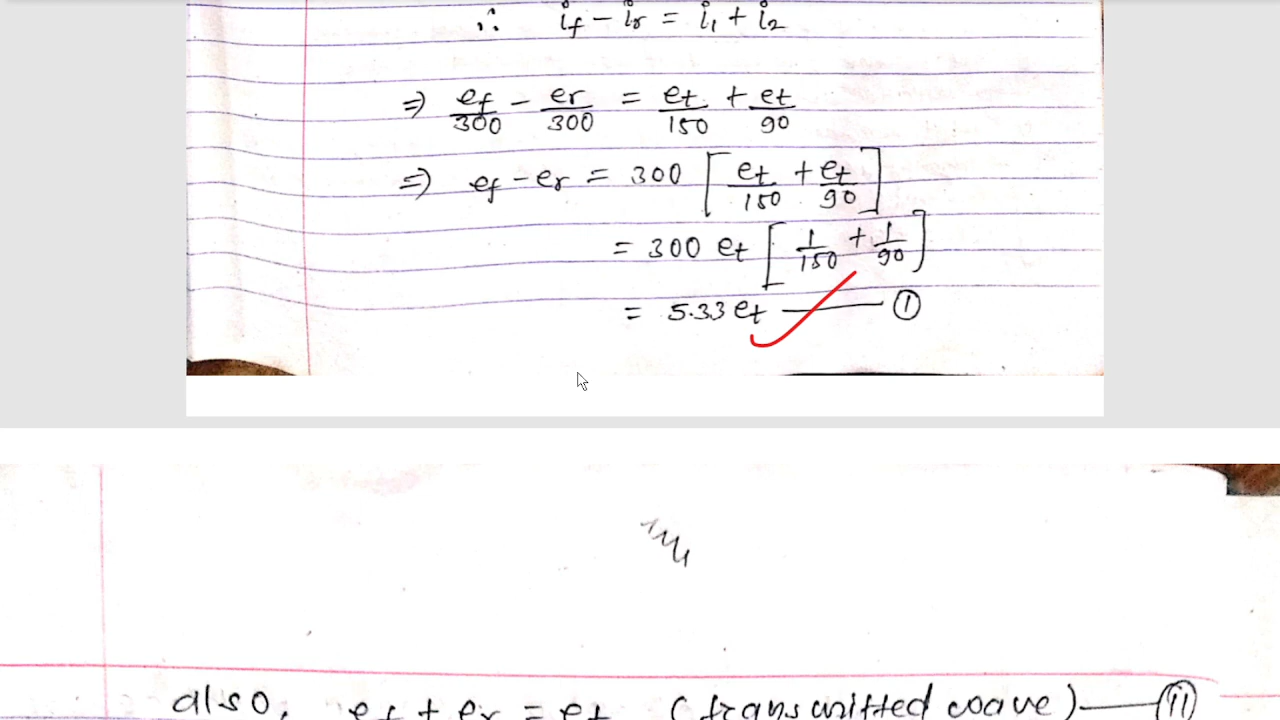 ∴ if - ir = i1 + i2
⇒ ef/300 - er/300 = et/150 + et/90
⇒ ef - er = 300 [et/150 + et/90]
= 300 et [1/150 + 1/90]
= 5.33 et —— ①
also, ef + er = et (transmitted wave) —— (ii)